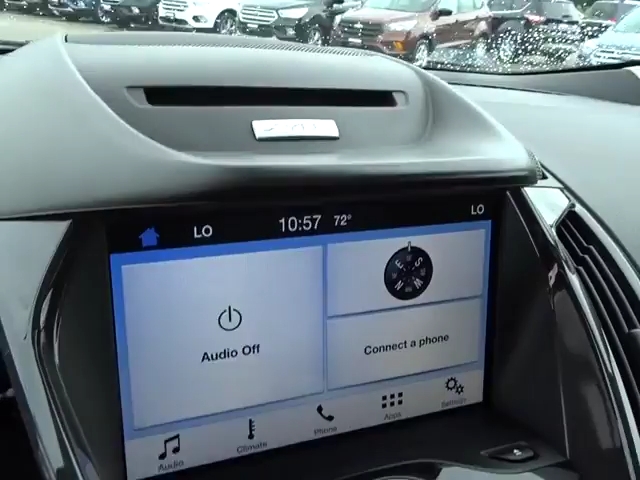 LO 10:57 72° LO
Audio Off
S
E
W
N
Connect a phone
Audio Climate Phone Apps Settings